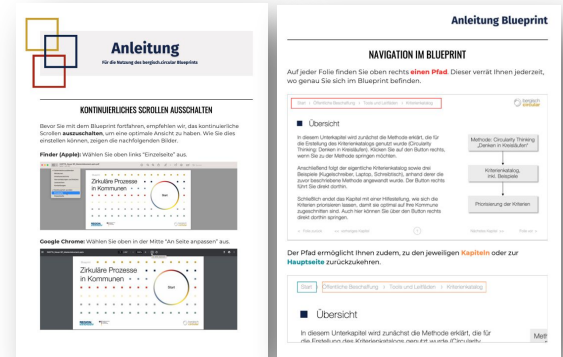 Anleitung
Für die Nutzung des bergisch.circular Blueprints
KONTINUIERLICHES SCROLLEN AUSSCHALTEN
Bevor Sie mit dem Blueprint fortfahren, empfehlen wir, das kontinuierliche
Scrollen auszuschalten, um eine optimale Ansicht zu haben. Wie Sie dies
einstellen können, zeigen die nachfolgenden Bilder.
Finder (Apple): Wählen Sie oben links "Einzelseite" aus.
Zirkuläre Prozesse
in Kommunen
Start
Google Chrome: Wählen Sie oben in der Mitte "An Seite anpassen" aus.
Zirkuläre Prozesse
in Kommunen
Start
Anleitung Blueprint
NAVIGATION IM BLUEPRINT
Auf jeder Folie finden Sie oben rechts einen Pfad. Dieser verrät Ihnen jederzeit,
wo genau Sie sich im Blueprint befinden.
Start / Öffentliche Beschaffung / Tools und Leitfäden / Kriterienkatalog
bergisch
circular
Übersicht
In diesem Unterkapitel wird zunächst die Methode erklärt, die für
die Erstellung des Kriterienkatalogs genutzt wurde (Circularity
Thinking: Denken in Kreisläufen). Klicken Sie auf den Button rechts,
wenn Sie zu der Methode springen möchten.
Anschließend folgt der eigentliche Kriterienkatalog sowie drei
Beispiele (Kugelschreiber, Laptop, Schreibtisch), anhand derer die
zuvor beschriebene Methode angewandt wurde. Der Button rechts
führt Sie direkt dorthin.
Schließlich endet das Kapitel mit einer Hilfestellung, wie sich die
Kriterien priorisieren lassen, damit sie optimal auf Ihre Kommune
zugeschnitten sind. Auch hier können Sie über den Button rechts
direkt dorthin springen.
Methode: Circularity Thinking
„Denken in Kreisläufen“
Kriterienkatalog,
inkl. Beispiele
Priorisierung der Kriterien
Der Pfad ermöglicht Ihnen zudem, zu den jeweiligen Kapiteln oder zur
Hauptseite zurückzukehren.
Start / Öffentliche Beschaffung / Tools und Leitfäden / Kriterienkatalog
Übersicht
In diesem Unterkapitel wird zunächst die Methode erklärt, die für
die Erstellung des Kriterienkatalogs genutzt wurde (Circularity
Meth